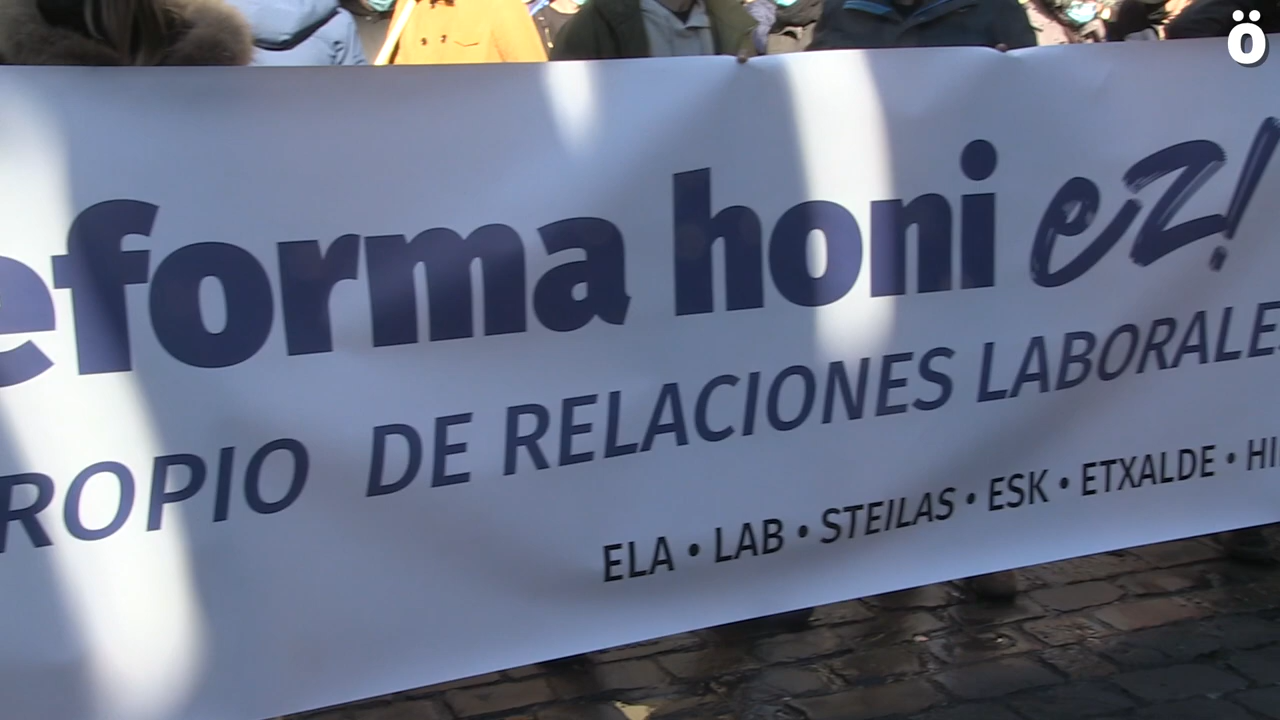 ö
eforma honi ez!
ROPIO DE RELACIONES LABORALES
ELA • LAB • STEILAS • ESK • ETXALDE • HI